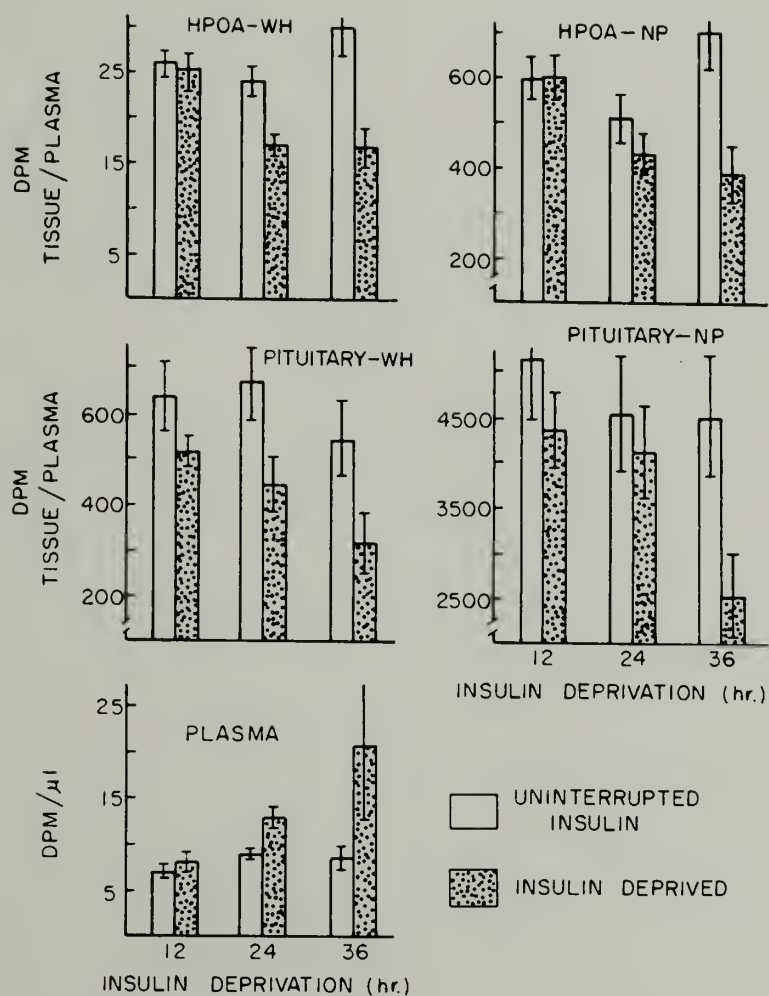 HPOA-WH
DPM
TISSUE/PLASMA
25
15
5
HPOA-NP
600
400
200
PITUITARY-WH
DPM
TISSUE/PLASMA
600
400
200
PITUITARY-NP
4500
3500
2500
12 24 36
INSULIN DEPRIVATION (hr.)
PLASMA
DPM/µl
25
15
5
12 24 36
INSULIN DEPRIVATION (hr.)
UNINTERRUPTED
INSULIN
INSULIN DEPRIVED